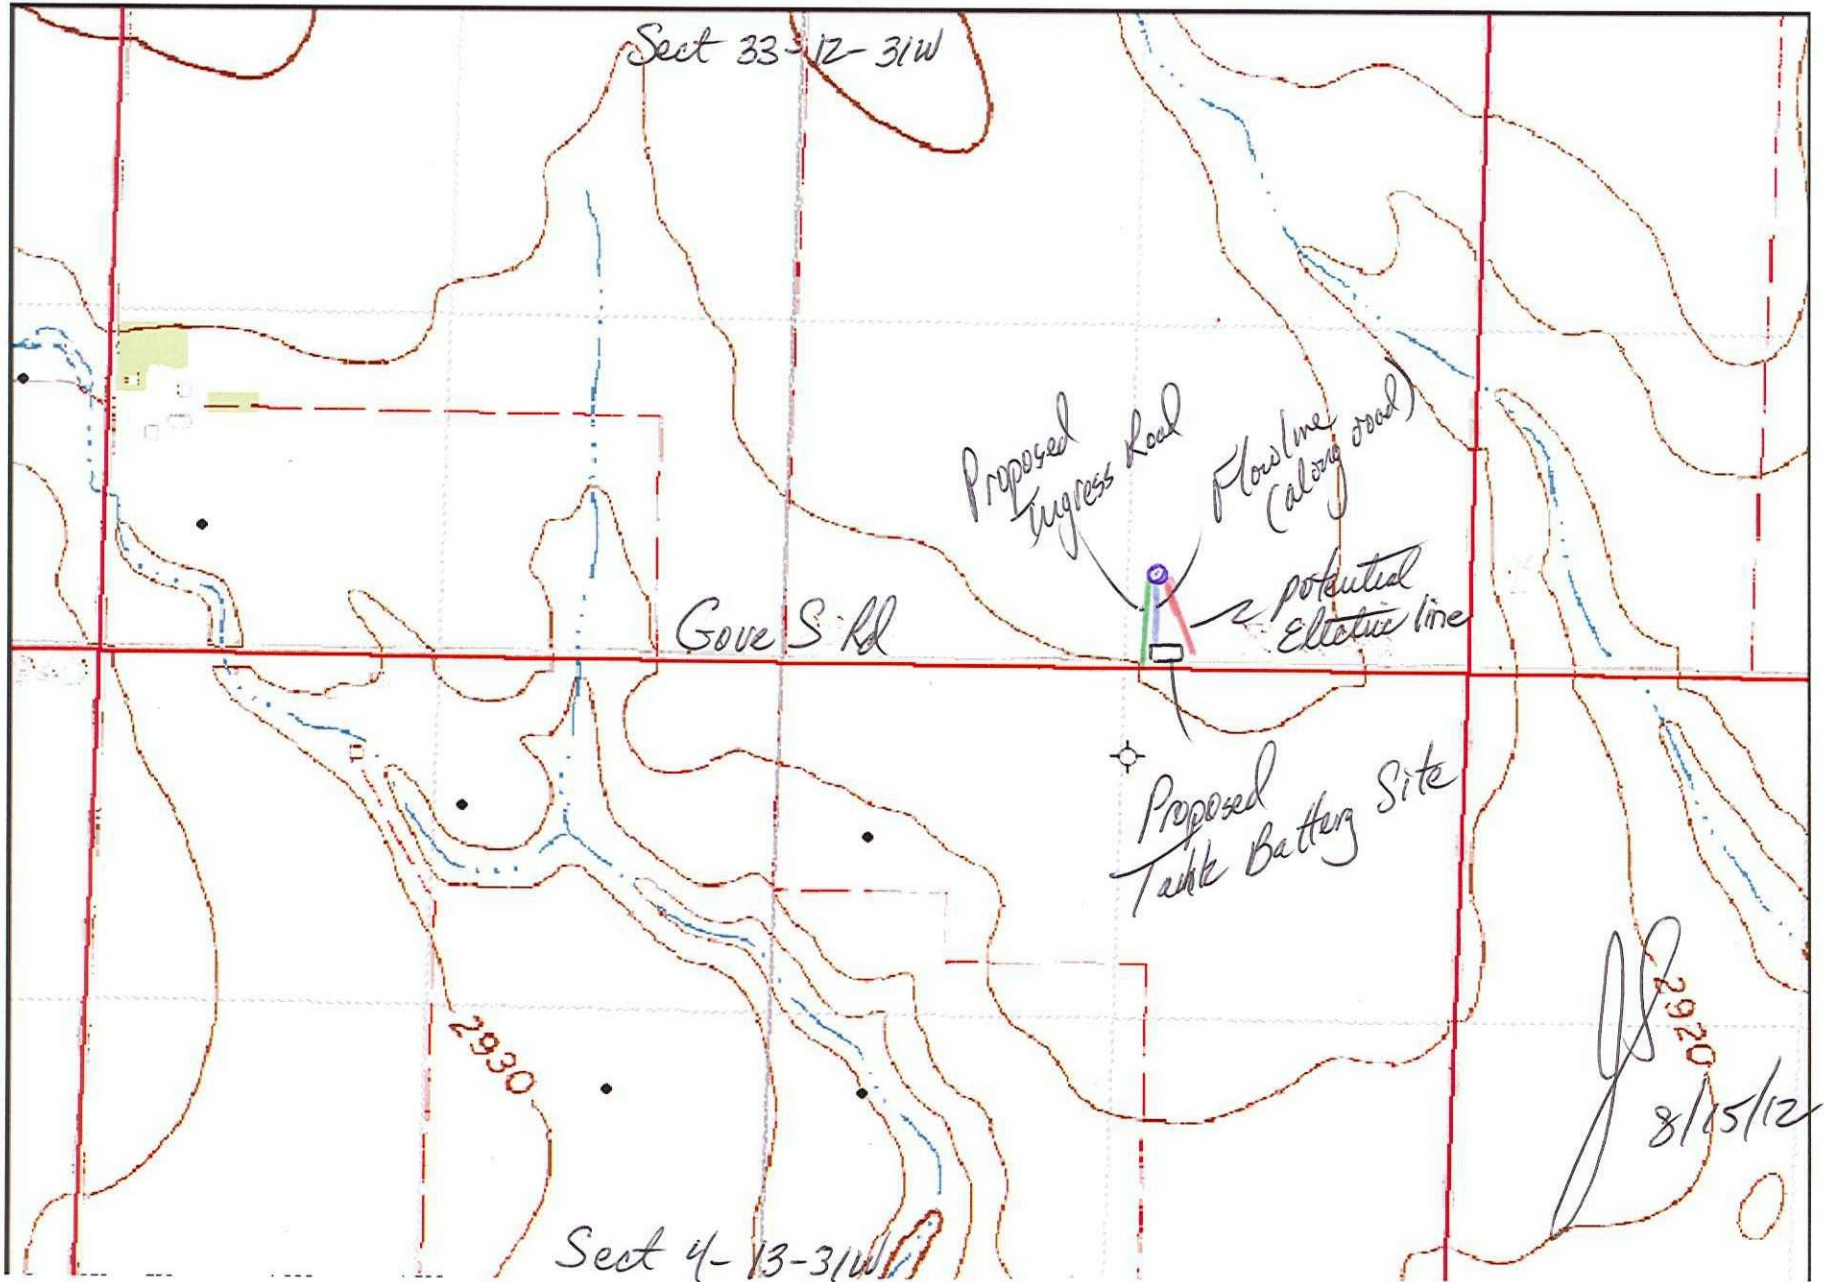 Sect 33-12-31W
Proposed
Ingress Road
Flowline
(along road)
potential
Electric line
Gove S Rd
Proposed
Tank Battery Site
2930
2920
JS
8/15/12
Sect 4-13-31W